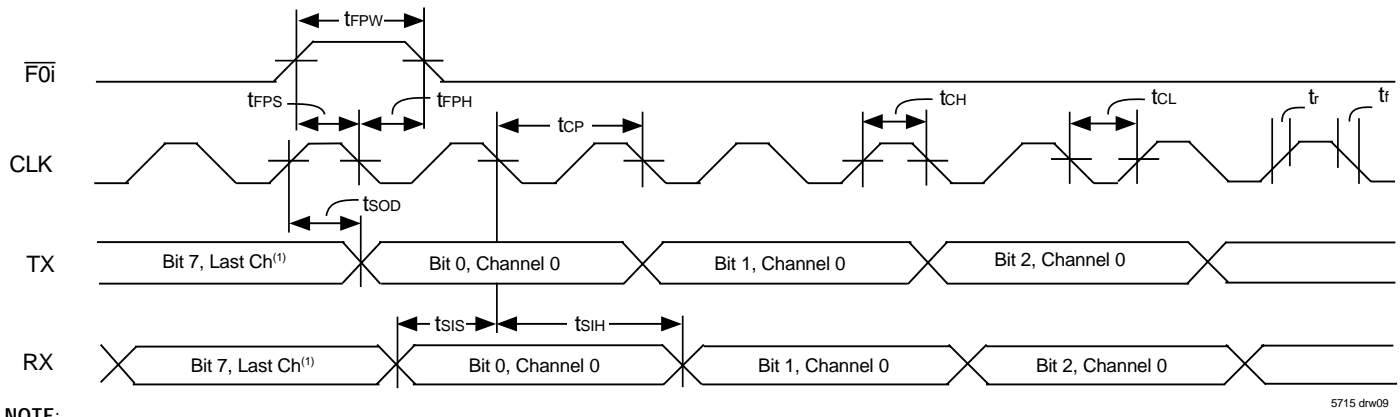 tFPW
F0i
tFPS
tFPH
tCP
tCH
tCL
tr
tf
CLK
tSOD
TX
Bit 7, Last Ch(1)
Bit 0, Channel 0
Bit 1, Channel 0
Bit 2, Channel 0
tSIS
tSIH
RX
Bit 7, Last Ch(1)
Bit 0, Channel 0
Bit 1, Channel 0
Bit 2, Channel 0
5715 drw09
NOTE: